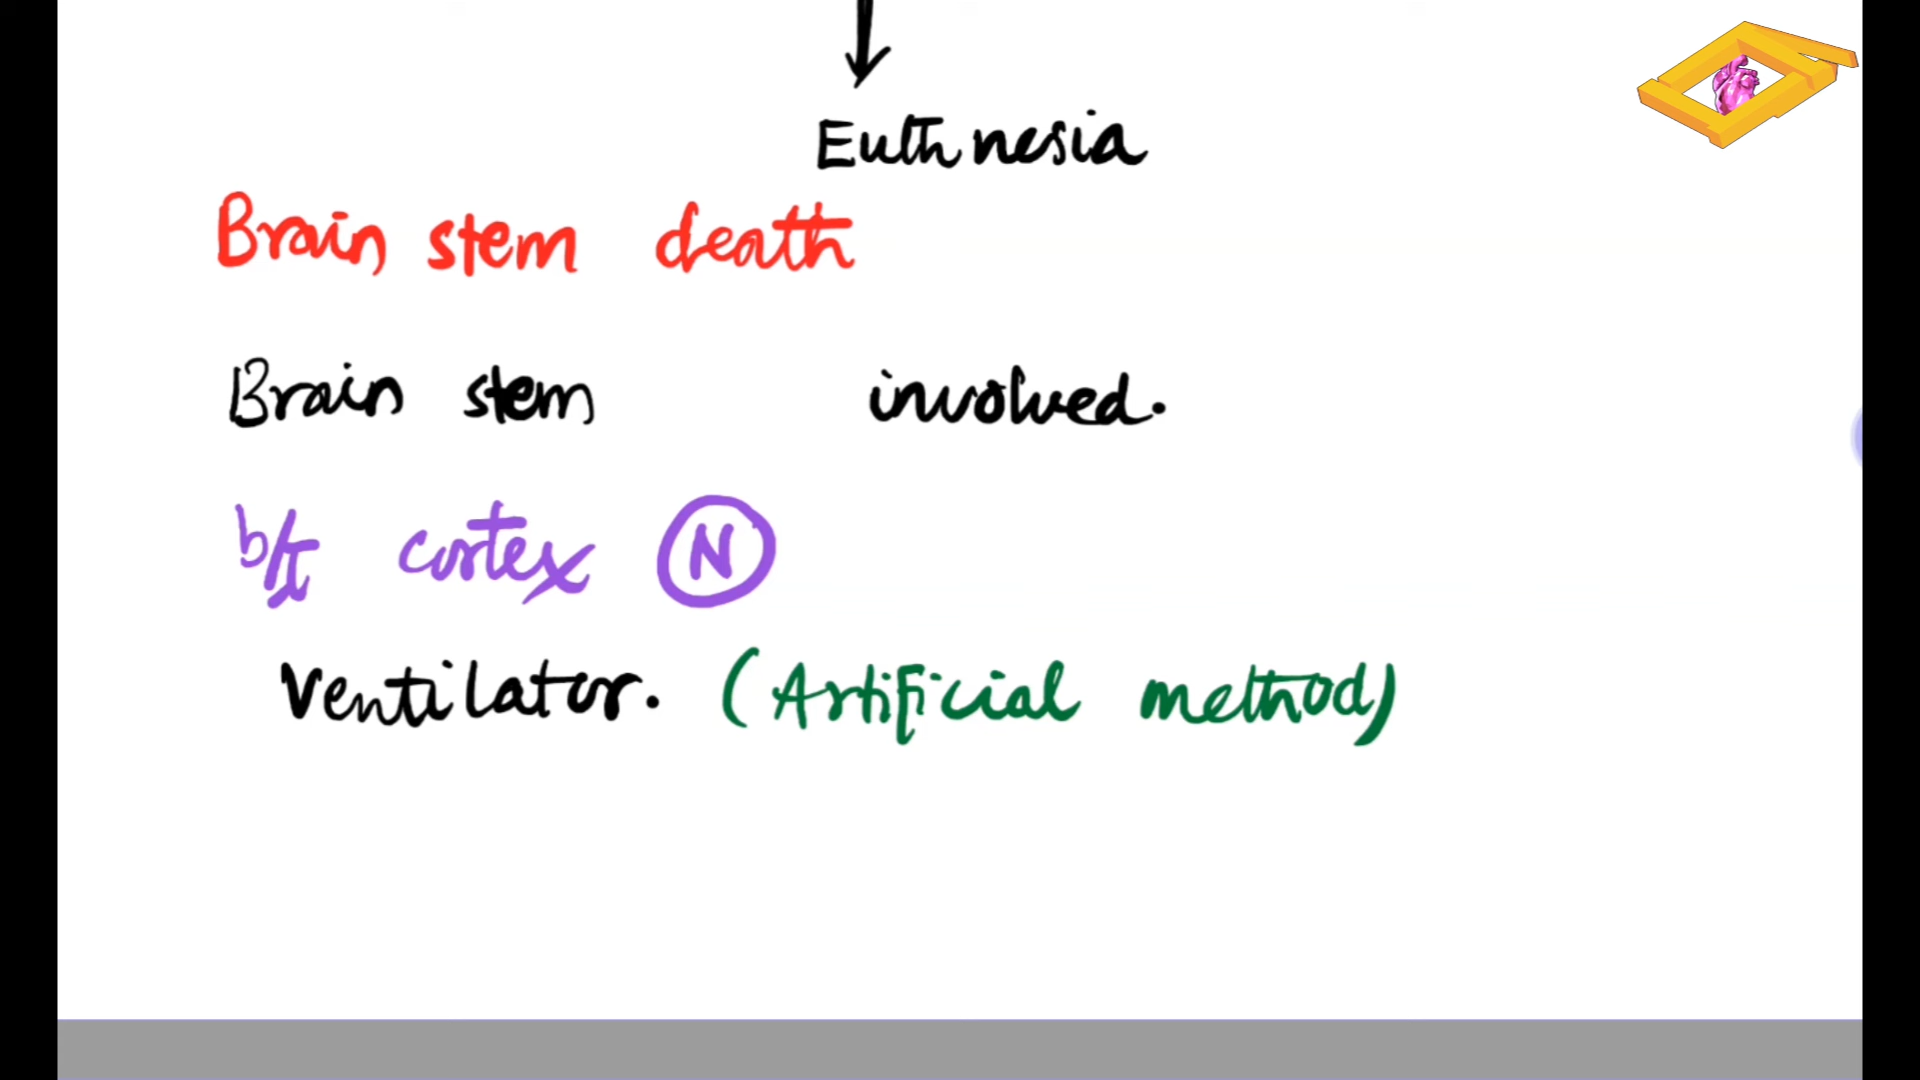 Euthnesia
Brain stem death
Brain stem involved.
b/t cortex N
Ventilator. (Artificial method)